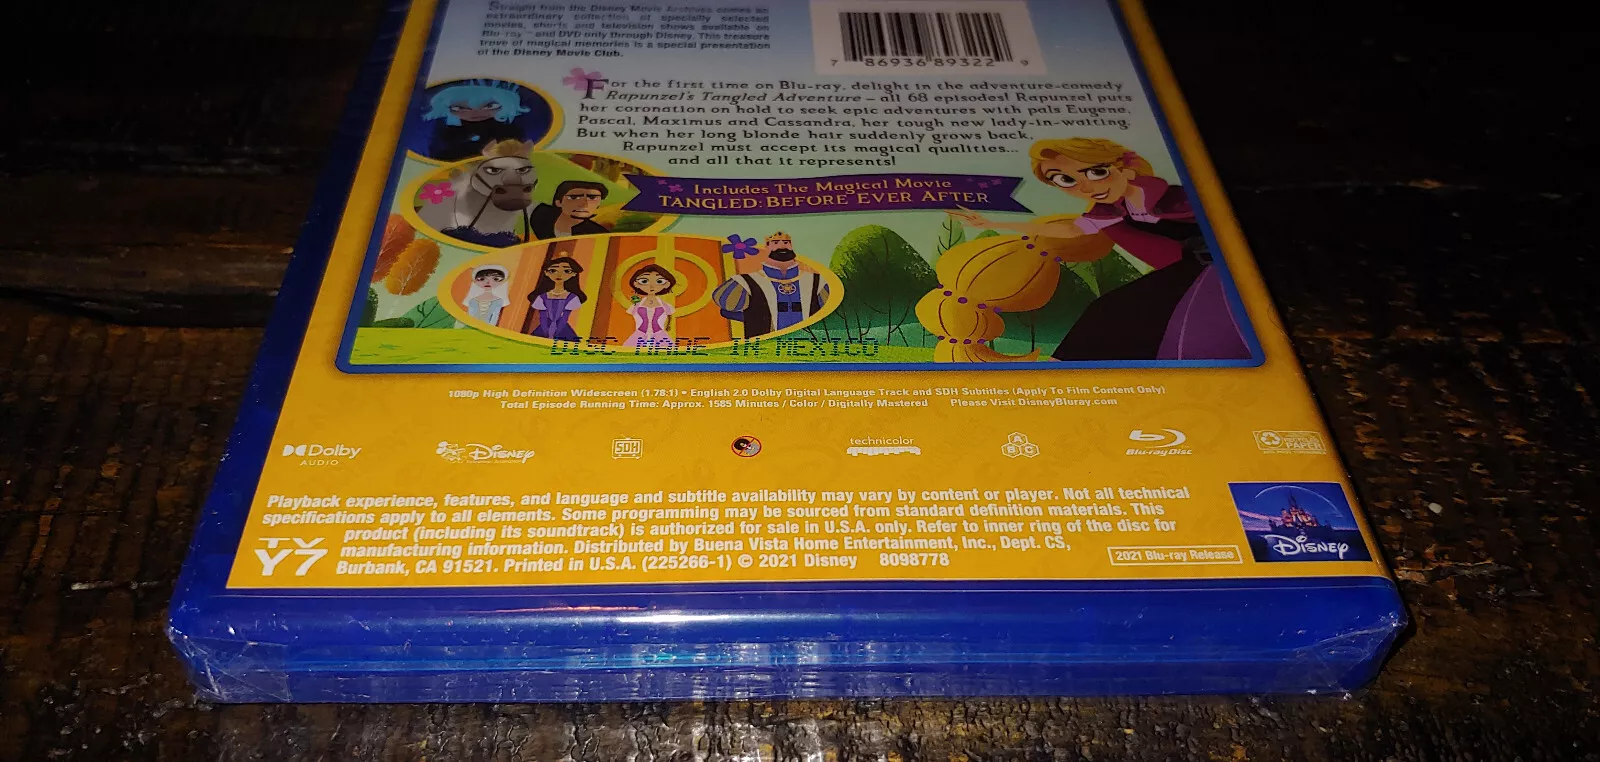 Straight from the Disney Movie Archives comes an
extraordinary collection of specially selected
movies, shorts and television shows available on
Blu-ray™ and DVD only through Disney. This treasure
trove of magical memories is a special presentation
of the Disney Movie Club.
7 86936 89322 9
For the first time on Blu-ray, delight in the adventure-comedy
Rapunzel's Tangled Adventure – all 68 episodes! Rapunzel puts
her coronation on hold to seek epic adventures with pals Eugene,
Pascal, Maximus and Cassandra, her tough new lady-in-waiting.
But when her long blonde hair suddenly grows back,
Rapunzel must accept its magical qualities...
and all that it represents!
Includes The Magical Movie
TANGLED: BEFORE EVER AFTER
DISC MADE IN MEXICO
1080p High Definition Widescreen (1.78:1) • English 2.0 Dolby Digital Language Track and SDH Subtitles (Apply To Film Content Only)
Total Episode Running Time: Approx. 1585 Minutes / Color / Digitally Mastered Please Visit DisneyBluray.com
Dolby
AUDIO
Disney
SDH
technicolor
A
B C
Blu-ray Disc
RECYCLED
PAPER
Playback experience, features, and language and subtitle availability may vary by content or player. Not all technical
specifications apply to all elements. Some programming may be sourced from standard definition materials. This
product (including its soundtrack) is authorized for sale in U.S.A. only. Refer to inner ring of the disc for
manufacturing information. Distributed by Buena Vista Home Entertainment, Inc., Dept. CS,
Burbank, CA 91521. Printed in U.S.A. (225266-1) © 2021 Disney 8098778
TV
Y7
2021 Blu-ray Release
Disney